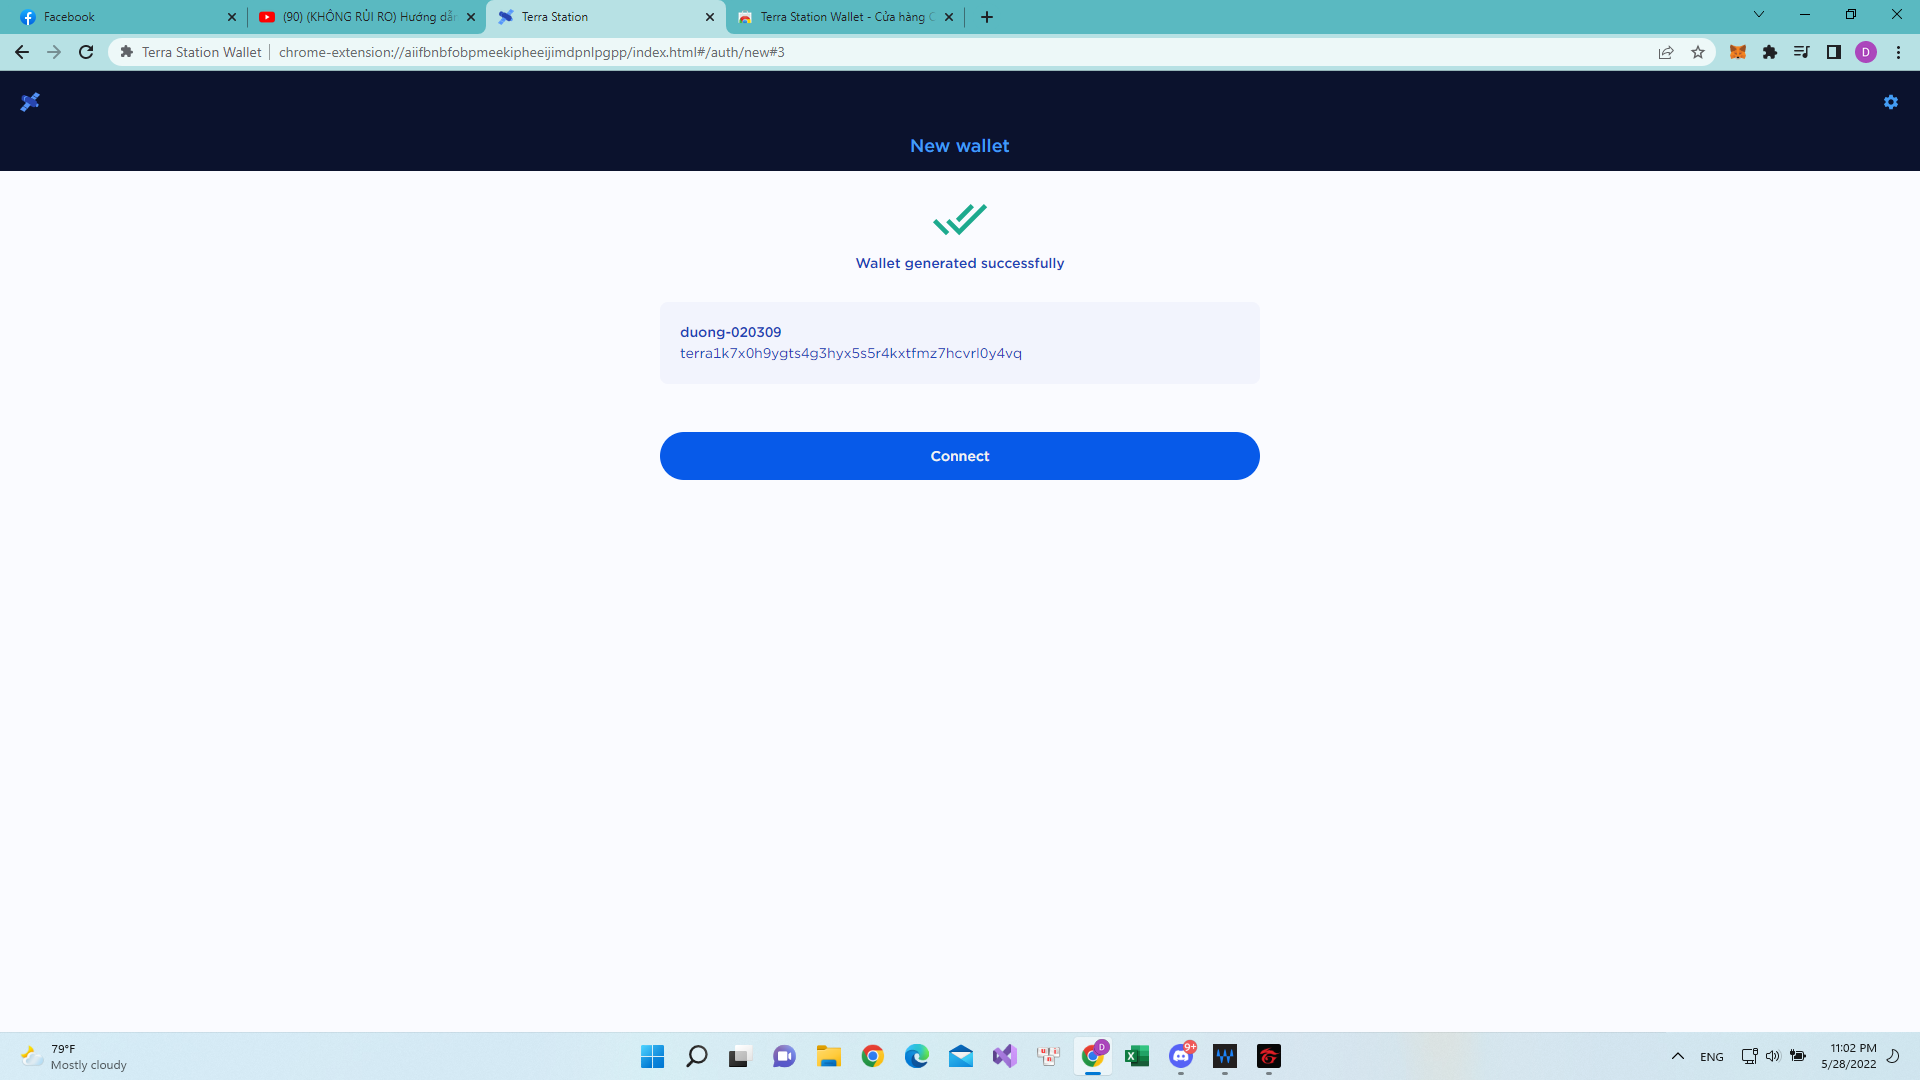 Facebook
(90) (KHÔNG RỦI RO) Hướng dẫn
Terra Station
Terra Station Wallet - Cửa hàng C
Terra Station Wallet
chrome-extension://aiifbnbfobpmeekipheeijimdpnlpgpp/index.html#/auth/new#3
D
New wallet
Wallet generated successfully
duong-020309
terra1k7x0h9ygts4g3hyx5s5r4kxtfmz7hcvrl0y4vq
Connect
79°F
Mostly cloudy
D
9+
ENG
11:02 PM
5/28/2022